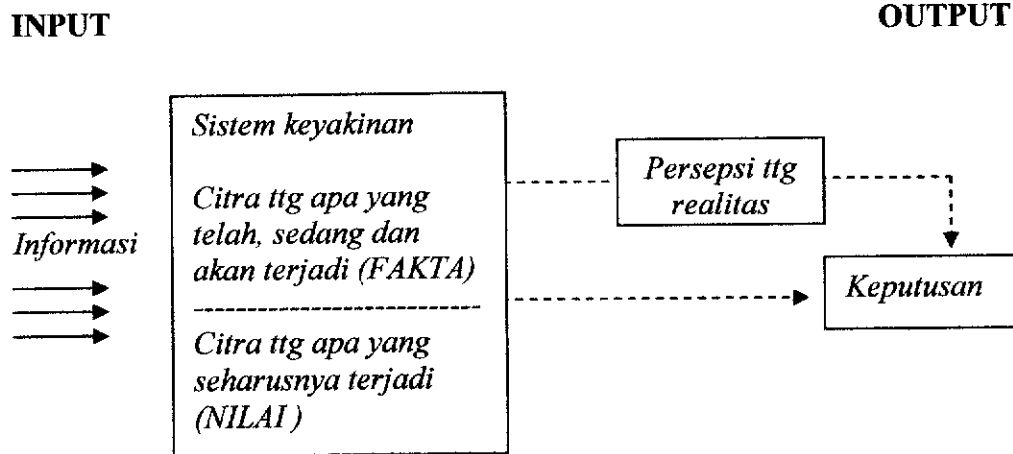 INPUT
OUTPUT
Informasi
Sistem keyakinan
Citra ttg apa yang
telah, sedang dan
akan terjadi (FAKTA)
Citra ttg apa yang
seharusnya terjadi
(NILAI )
Persepsi ttg
realitas
Keputusan